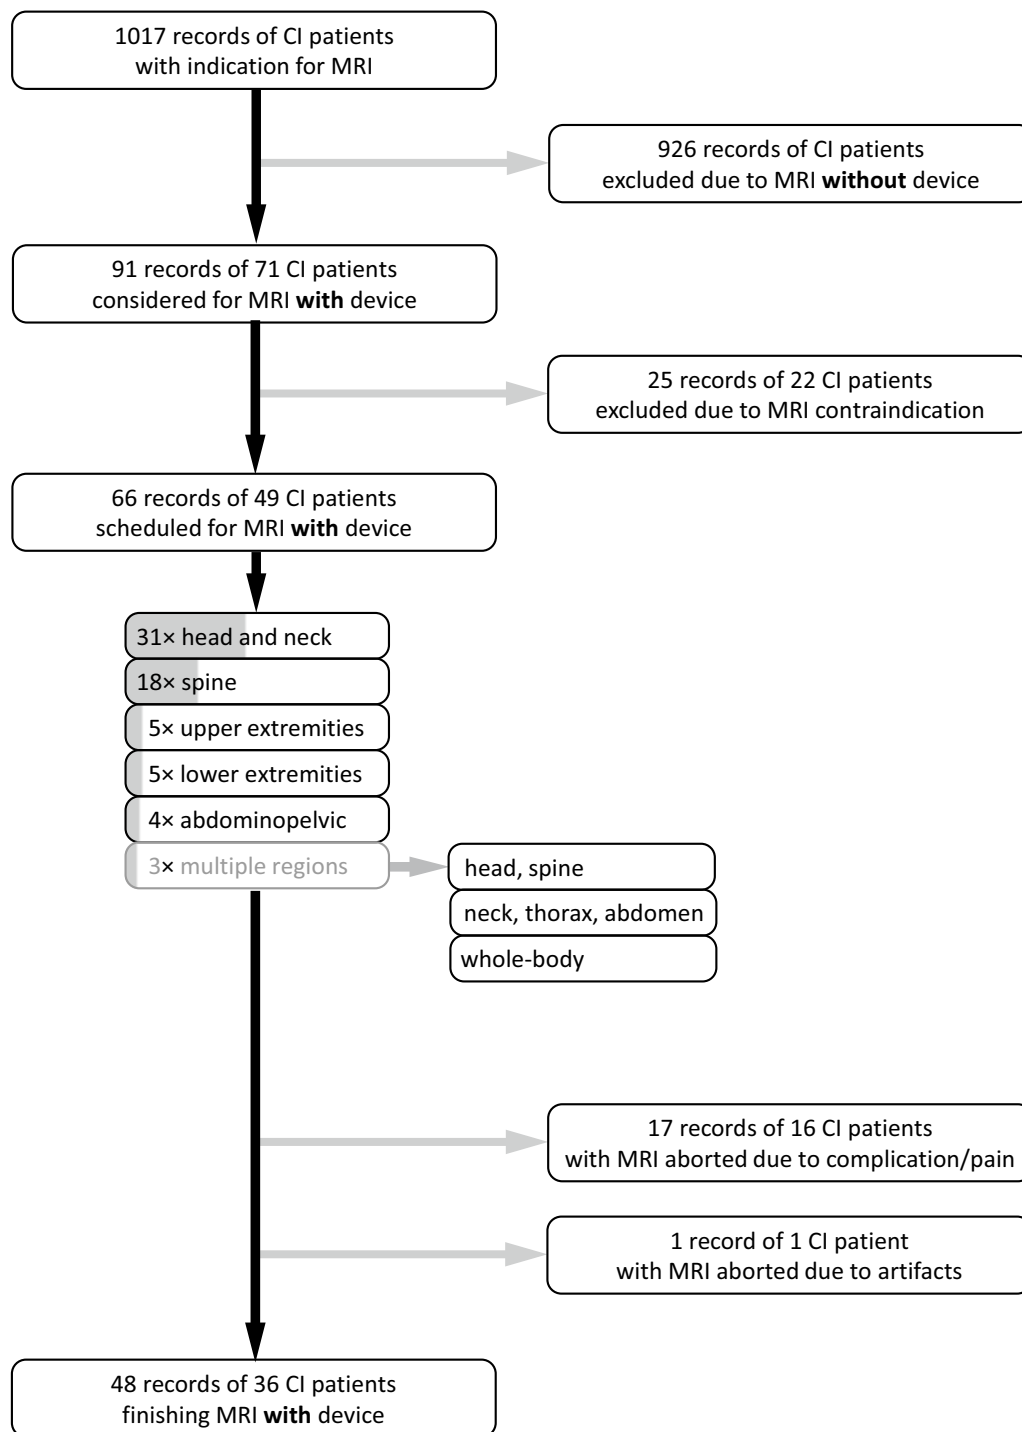 1017 records of CI patients
with indication for MRI
926 records of CI patients
excluded due to MRI without device
91 records of 71 CI patients
considered for MRI with device
25 records of 22 CI patients
excluded due to MRI contraindication
66 records of 49 CI patients
scheduled for MRI with device
31× head and neck
18× spine
5× upper extremities
5× lower extremities
4× abdominopelvic
3× multiple regions
head, spine
neck, thorax, abdomen
whole-body
17 records of 16 CI patients
with MRI aborted due to complication/pain
1 record of 1 CI patient
with MRI aborted due to artifacts
48 records of 36 CI patients
finishing MRI with device